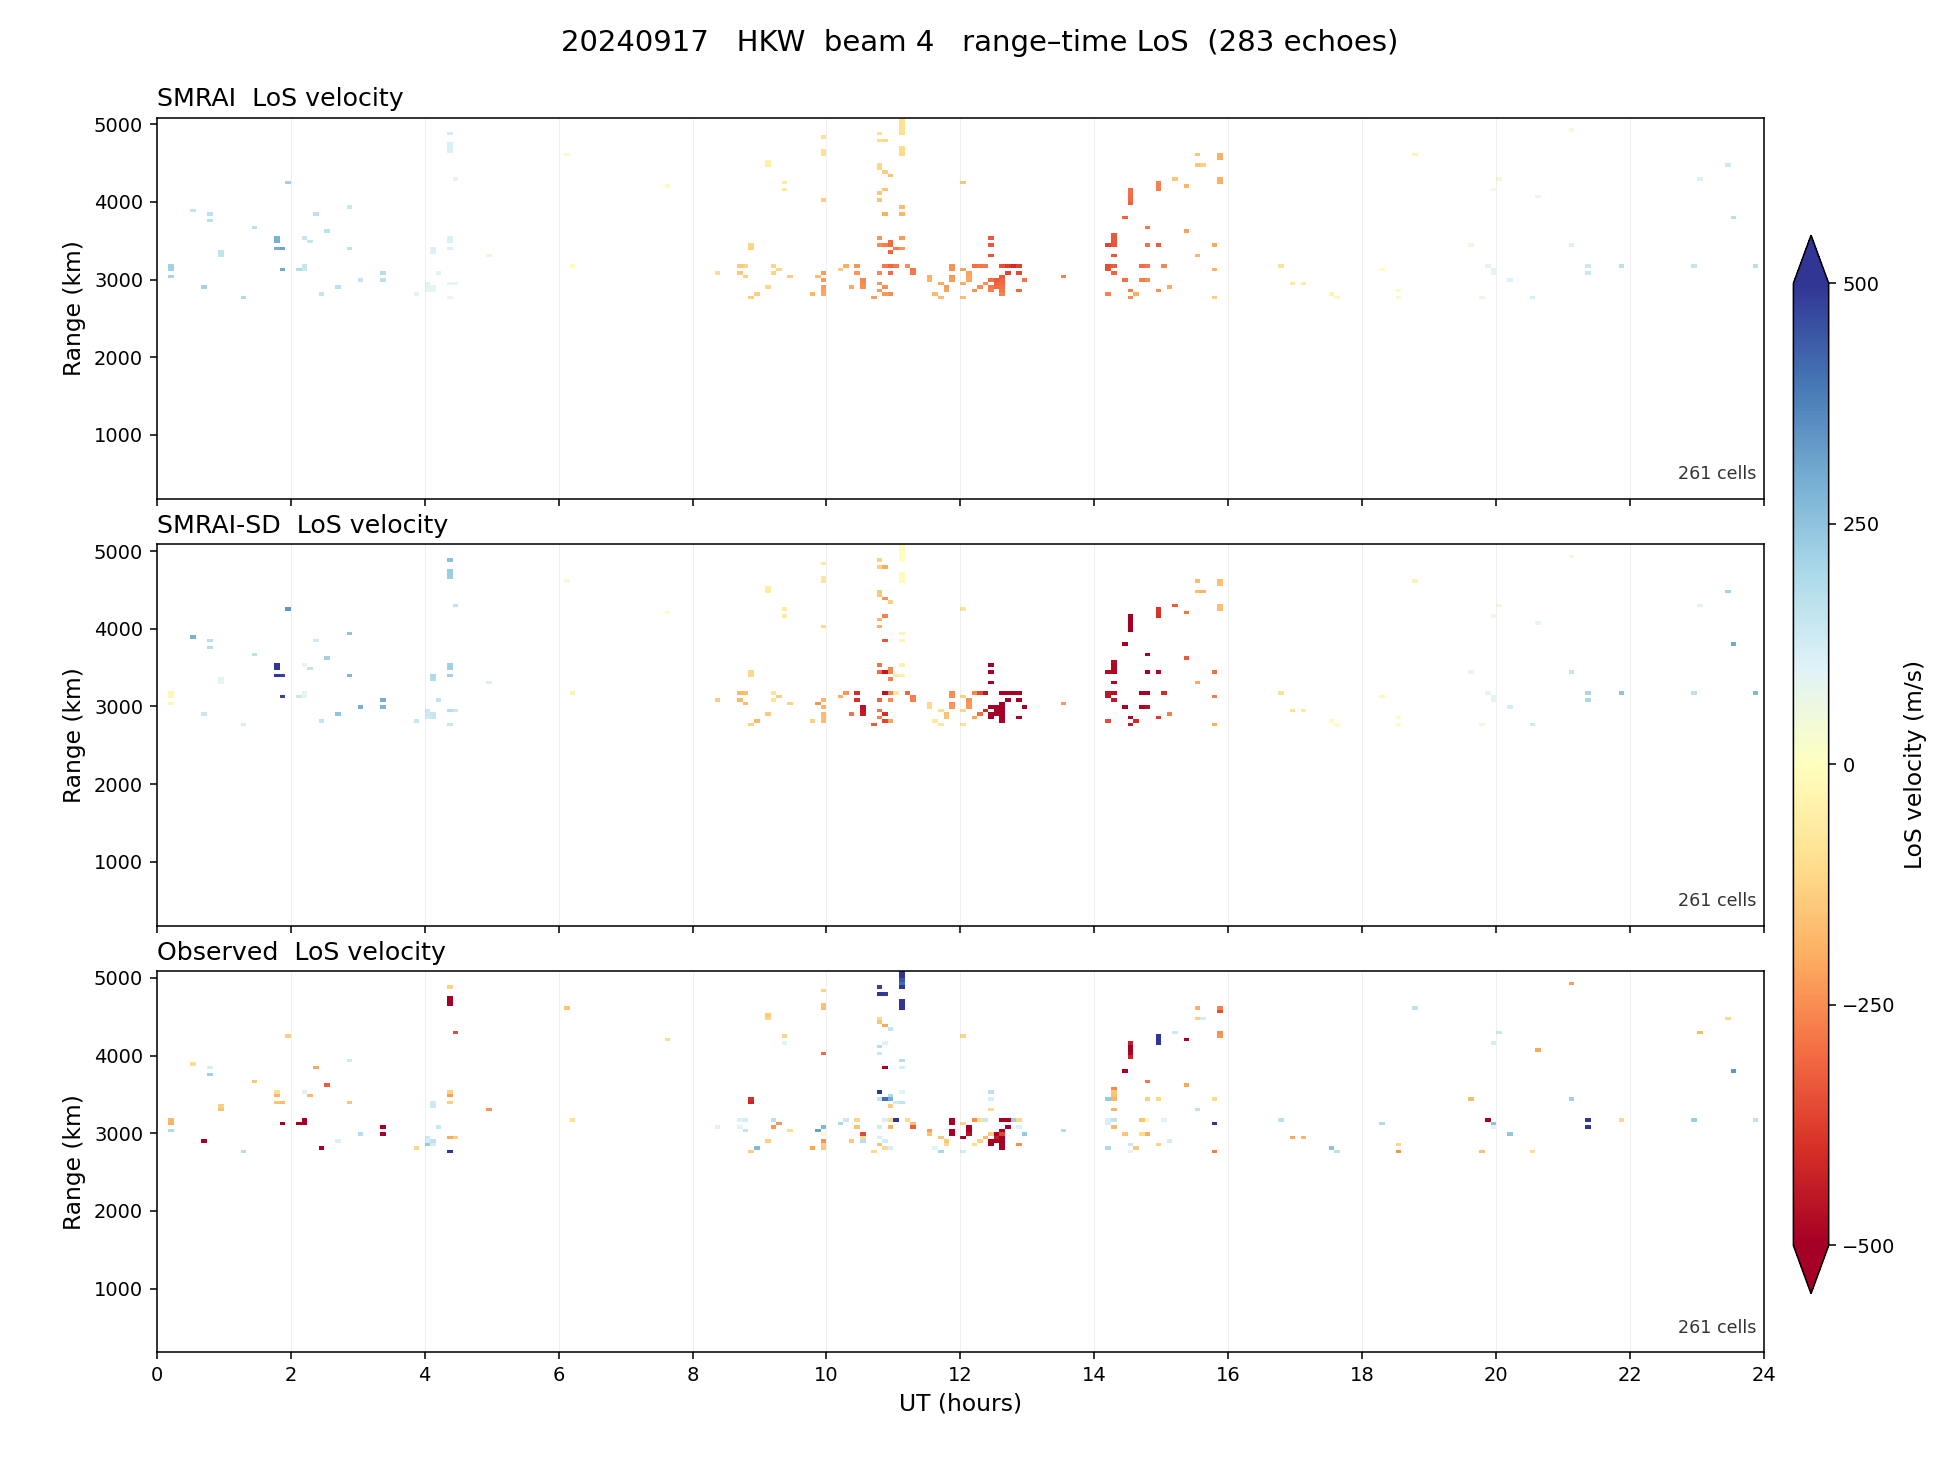 20240917   HKW  beam 4   range–time LoS  (283 echoes)
SMRAI  LoS velocity
5000
4000
3000
2000
1000
Range (km)
261 cells
SMRAI-SD  LoS velocity
5000
4000
3000
2000
1000
Range (km)
261 cells
Observed  LoS velocity
5000
4000
3000
2000
1000
Range (km)
261 cells
0 2 4 6 8 10 12 14 16 18 20 22 24
UT (hours)
500
250
0
−250
−500
LoS velocity (m/s)